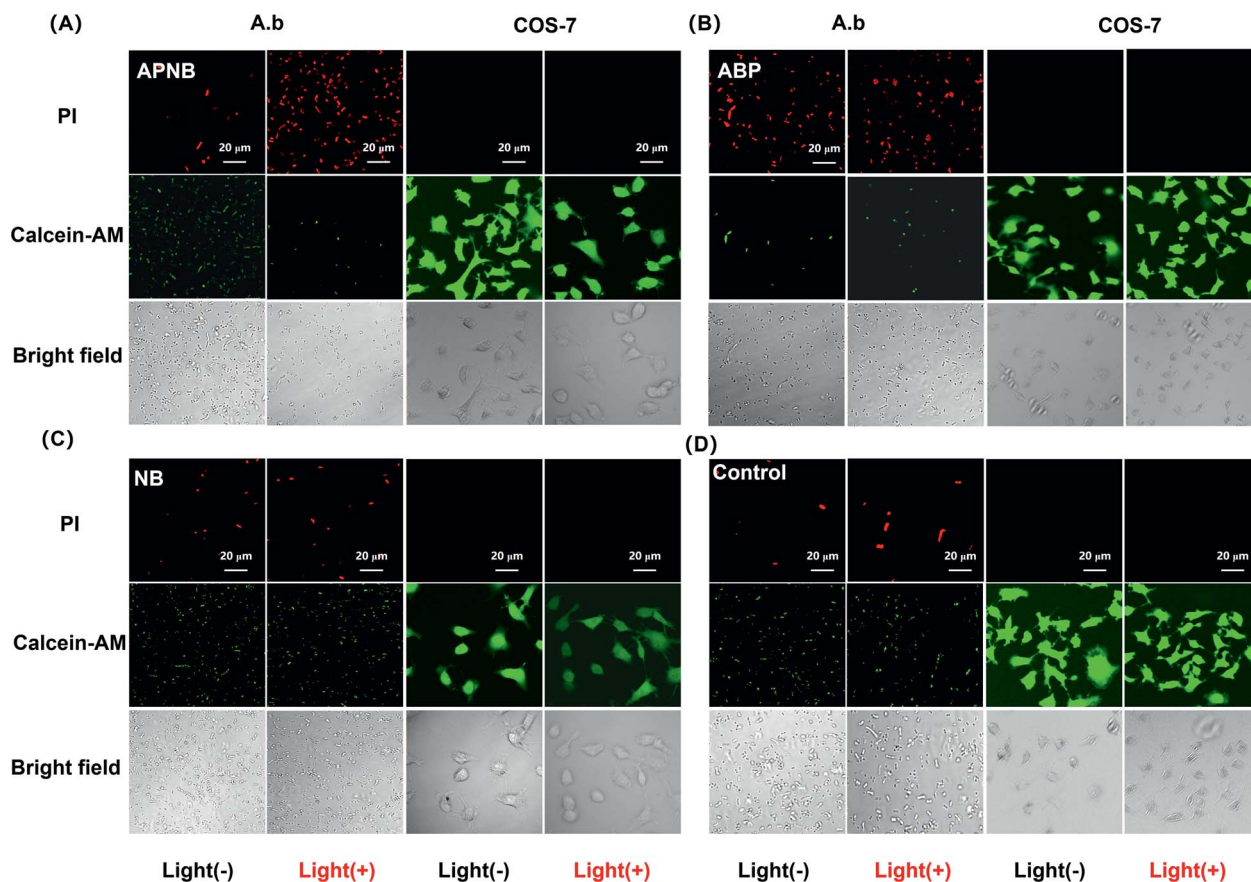 (A) A.b COS-7 (B) A.b COS-7
PI APNB ABP
20 μm 20 μm 20 μm 20 μm 20 μm
Calcein-AM
Bright field
(C) (D)
PI NB Control
20 μm 20 μm 20 μm 20 μm 20 μm 20 μm 20 μm 20 μm
Calcein-AM Calcein-AM
Bright field Bright field
Light(-) Light(+) Light(-) Light(+) Light(-) Light(+) Light(-) Light(+)